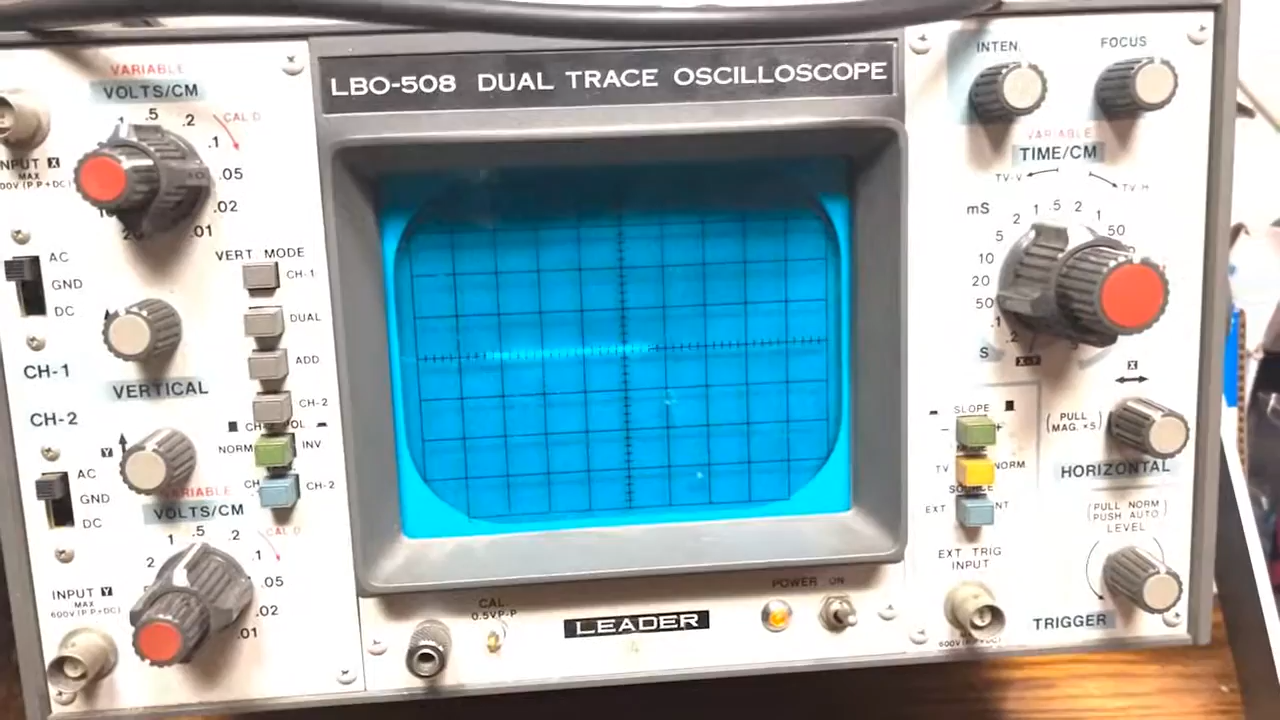 LBO-508 DUAL TRACE OSCILLOSCOPE
VARIABLE
VOLTS/CM
.5
.2
.1
.05
.02
.01
CAL D
INPUT X
MAX
AC
GND
DC
CH-1
VERTICAL
CH-2
VERT MODE
CH-1
DUAL
ADD
CH-2
NORM
INV
CH-2
Y
AC
GND
DC
VARIABLE
VOLTS/CM
2
1
.5
.2
.1
.05
.02
.01
CAL D
INPUT Y
MAX
600V(P.P+DC)
CAL
0.5VP-P
LEADER
POWER ON
INTEN.
FOCUS
VARIABLE
TIME/CM
TV-V
TV-H
mS
5
2
1
.5
.2
.1
50
10
20
50
.1
.2
S
X-Y
X
(PULL
MAG.×5)
HORIZONTAL
SLOPE
TV
NORM
SOURCE
EXT
EXT TRIG
INPUT
(PULL NORM
PUSH AUTO)
LEVEL
TRIGGER